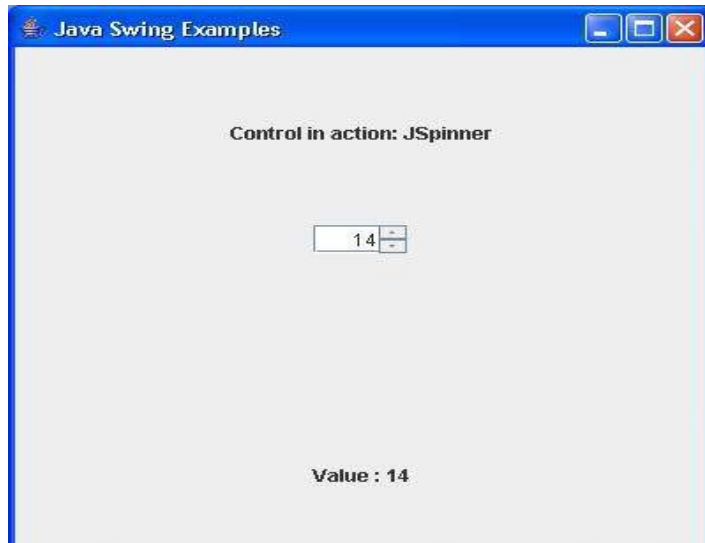 Java Swing Examples
Control in action: JSpinner
14
Value : 14